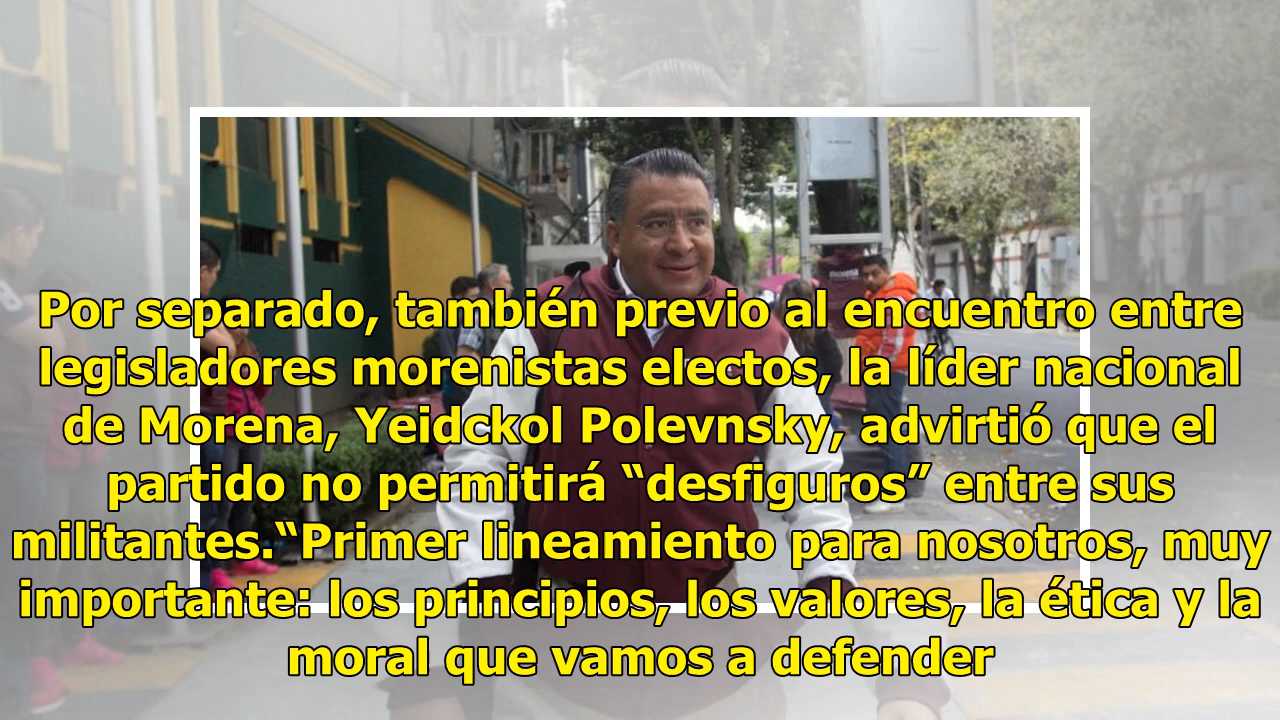 morena
Por separado, también previo al encuentro entre
legisladores morenistas electos, la líder nacional
de Morena, Yeidckol Polevnsky, advirtió que el
partido no permitirá “desfiguros” entre sus
militantes.“Primer lineamiento para nosotros, muy
importante: los principios, los valores, la ética y la
moral que vamos a defender